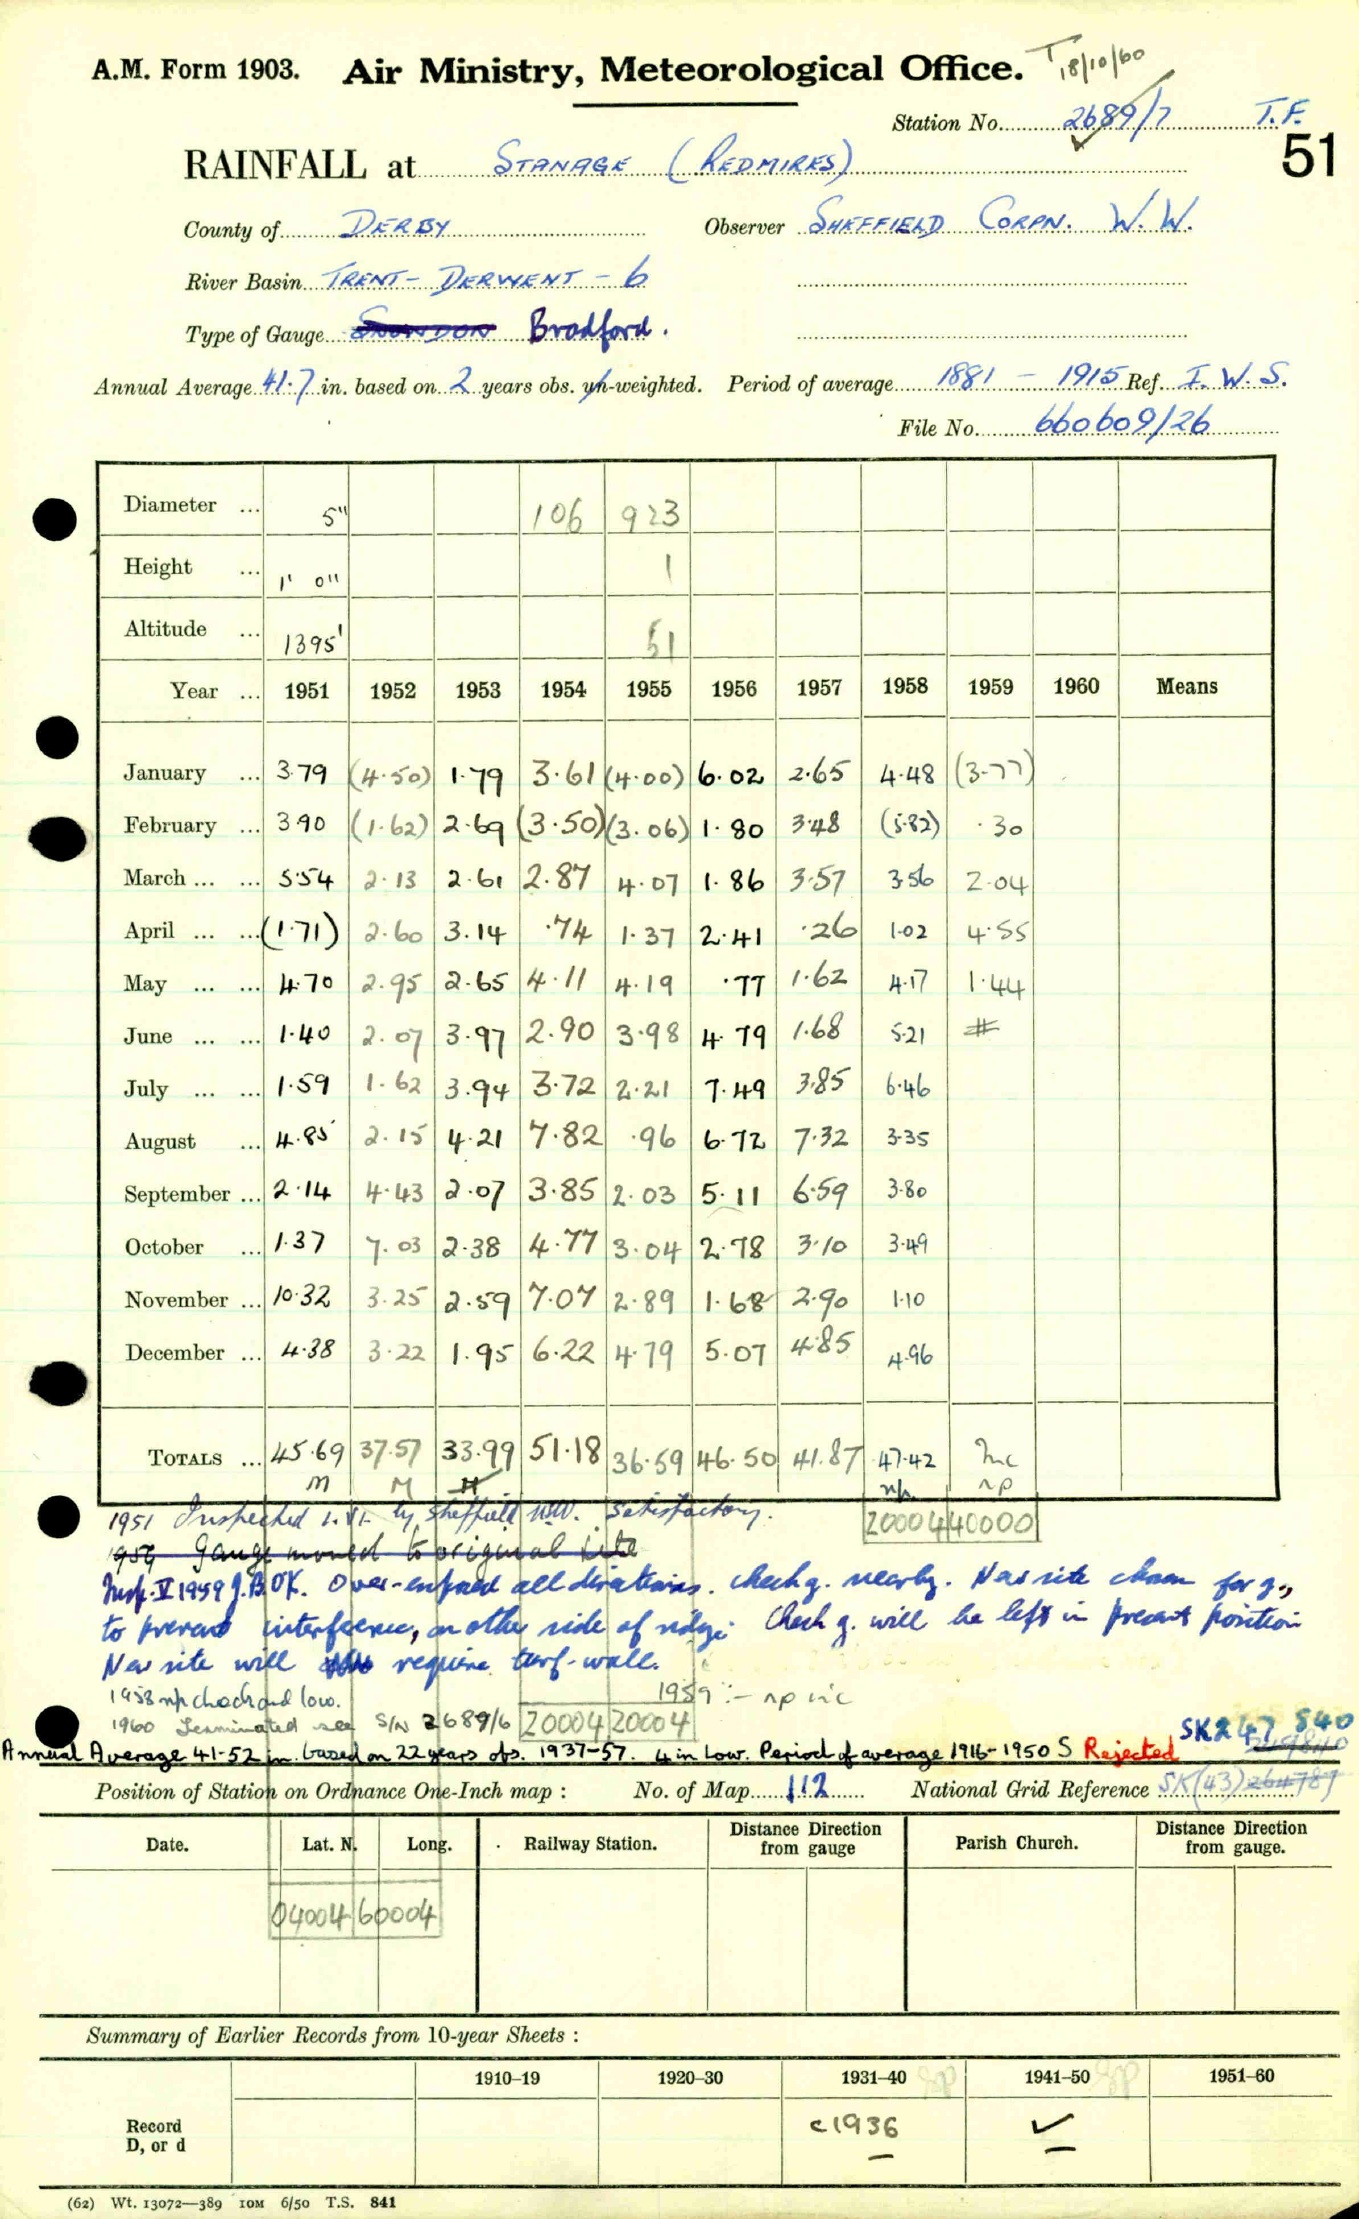 A.M. Form 1903. Air Ministry, Meteorological Office. T 18/10/60
Station No. 2689/7 T.F.
51
RAINFALL at STANAGE (REDMIRES)
County of DERBY Observer SHEFFIELD CORPN. W.W.
River Basin TRENT- DERWENT - 6
Type of Gauge SNOWDON Bradford.
Annual Average 41.7 in. based on 2 years obs. un-weighted. Period of average 1881 - 1915 Ref. I.W.S.
File No. 660609/26
Diameter ... 5" 106 923
Height ... 1' 0" 1
Altitude ... 1395' 51
Year ... 1951 1952 1953 1954 1955 1956 1957 1958 1959 1960 Means
January ... 3.79 (4.50) 1.79 3.61 (4.00) 6.02 2.65 4.48 (3.77)
February ... 3.90 (1.62) 2.69 (3.50) (3.06) 1.80 3.48 (5.82) .30
March ... ... 5.54 2.13 2.61 2.87 4.07 1.86 3.57 3.56 2.04
April ... ... (1.71) 2.60 3.14 .74 1.37 2.41 .26 1.02 4.55
May ... ... 4.70 2.95 2.65 4.11 4.19 .77 1.62 4.17 1.44
June ... ... 1.40 2.07 3.97 2.90 3.98 4.79 1.68 5.21 #
July ... ... 1.59 1.62 3.94 3.72 2.21 7.49 3.85 6.46
August ... 4.85 2.15 4.21 7.82 .96 6.72 7.32 3.35
September ... 2.14 4.43 2.07 3.85 2.03 5.11 6.59 3.80
October ... 1.37 7.03 2.38 4.77 3.04 2.78 3.10 3.49
November ... 10.32 3.25 2.59 7.07 2.89 1.68 2.90 1.10
December ... 4.38 3.22 1.95 6.22 4.79 5.07 4.85 4.96
TOTALS ... 45.69 37.57 33.99 51.18 36.59 46.50 41.87 47.42 Inc
m M M np. np
1951 Inspected by Sheffield W.W. Satisfactory. 20004 40000
1959 Gauge moved to original site
Insp. V 1959 J.B. OK. Over-exposed all directions. Check g. nearby. New site chosen for g.,
to prevent interference, on other side of ridge. Check g. will be left in present position
New site will require turf-wall.
1958 np check and low. 1959 :- np
1960 Terminated see S/N 2689/6 20004 20004
Annual Average 41-52 in. based on 22 years obs. 1937-57. 4 in Low. Period of average 1916-1950 S Rejected SK247 840
Position of Station on Ordnance One-Inch map : No. of Map 112 National Grid Reference SK(43)264787
Date. Lat. N. Long. Railway Station. Distance from Direction gauge Parish Church. Distance from Direction gauge.
04004 60004
Summary of Earlier Records from 10-year Sheets :
1910-19 1920-30 1931-40 1941-50 1951-60
Record c1936 ✓
D, or d
(62) Wt. 13072—389 IOM 6/50 T.S. 841